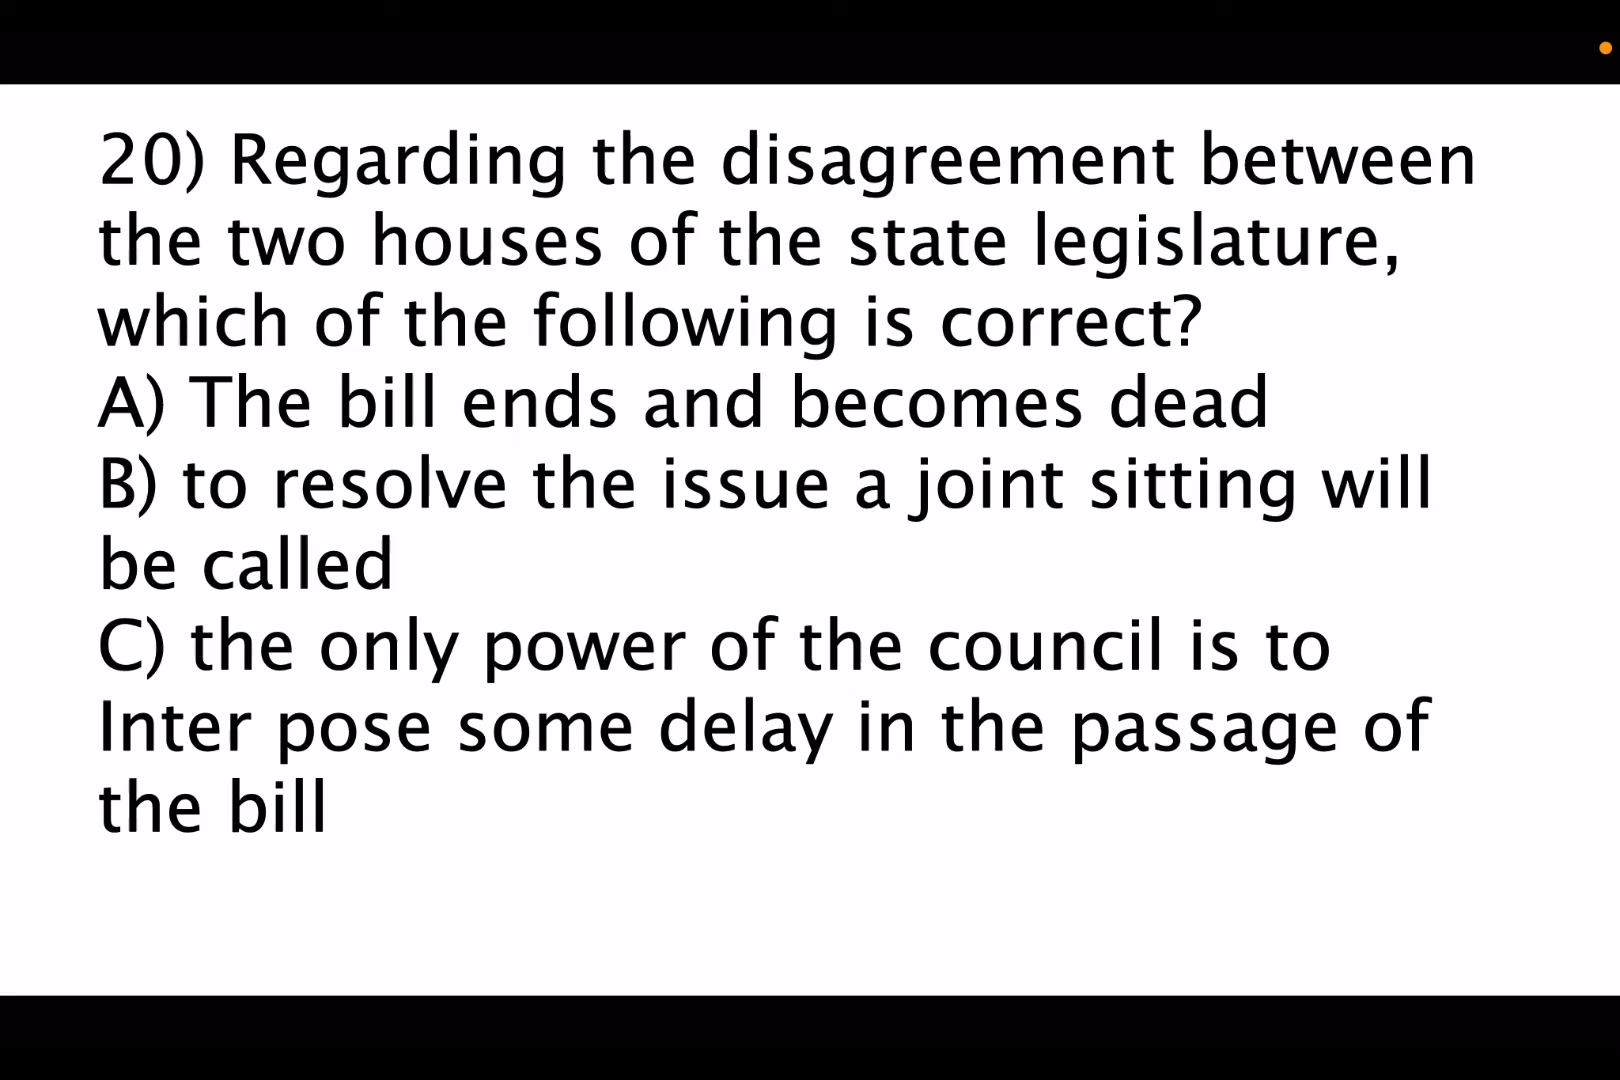 20) Regarding the disagreement between
the two houses of the state legislature,
which of the following is correct?
A) The bill ends and becomes dead
B) to resolve the issue a joint sitting will
be called
C) the only power of the council is to
Inter pose some delay in the passage of
the bill